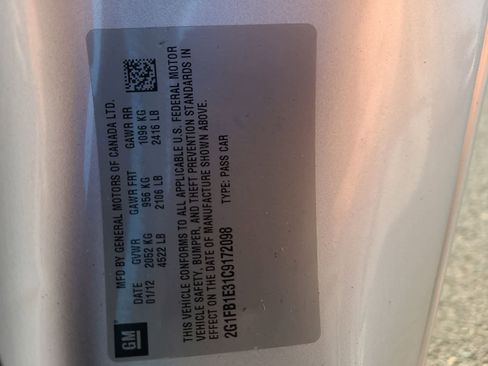 GM
MFD BY GENERAL MOTORS OF CANADA LTD.
DATE GVWR GAWR FRT GAWR RR
01/12 2052 KG 956 KG 1096 KG
4522 LB 2106 LB 2416 LB
THIS VEHICLE CONFORMS TO ALL APPLICABLE U.S. FEDERAL MOTOR
VEHICLE SAFETY, BUMPER, AND THEFT PREVENTION STANDARDS IN
EFFECT ON THE DATE OF MANUFACTURE SHOWN ABOVE.
2G1FB1E31C9172098 TYPE: PASS CAR